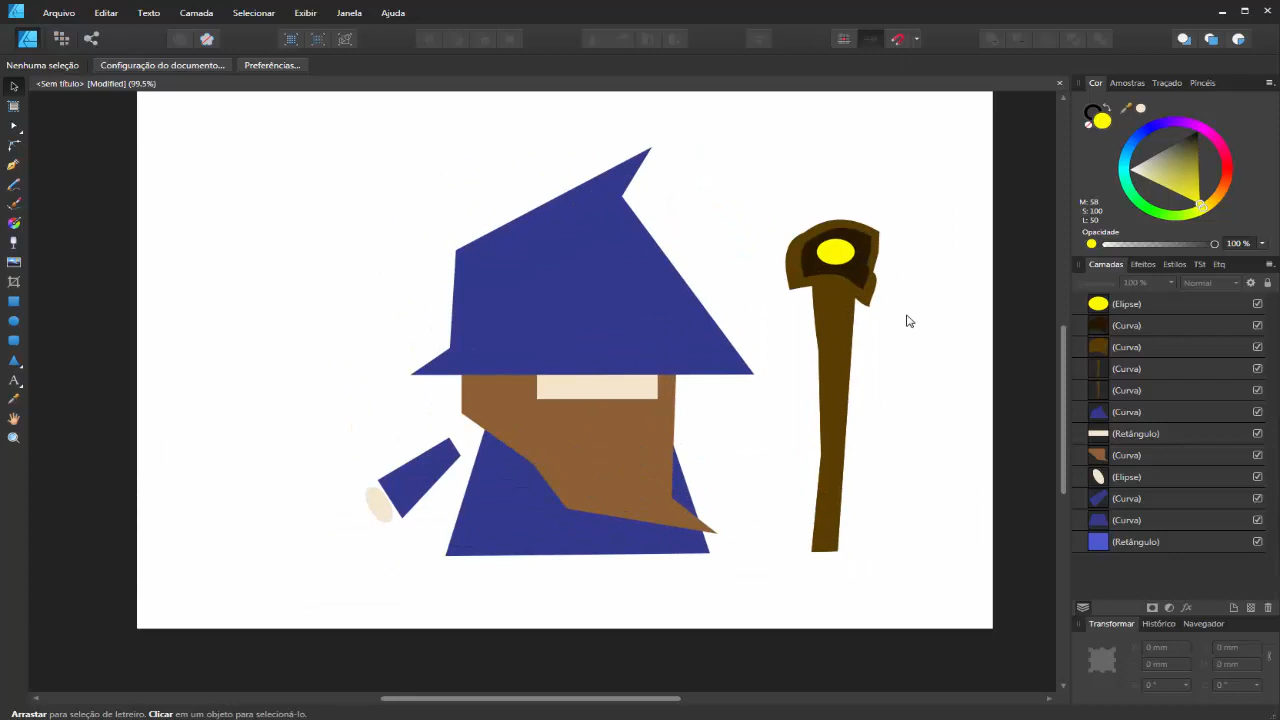 Arquivo Editar Texto Camada Selecionar Exibir Janela Ajuda
Nenhuma seleção Configuração do documento... Preferências...
<Sem título> [Modified] (99.5%)
Cor Amostras Traçado Pincéis
M: 58
S: 100
L: 50
Opacidade
100 %
Camadas Efeitos Estilos TSt Etq
100 % Normal
(Elipse)
(Curva)
(Curva)
(Curva)
(Curva)
(Curva)
(Retângulo)
(Curva)
(Elipse)
(Curva)
(Curva)
(Retângulo)
Transformar Histórico Navegador
0 mm 0 mm
0 mm 0 mm
0 ° 0 °
Arrastar para seleção de letreiro. Clicar em um objeto para selecioná-lo.